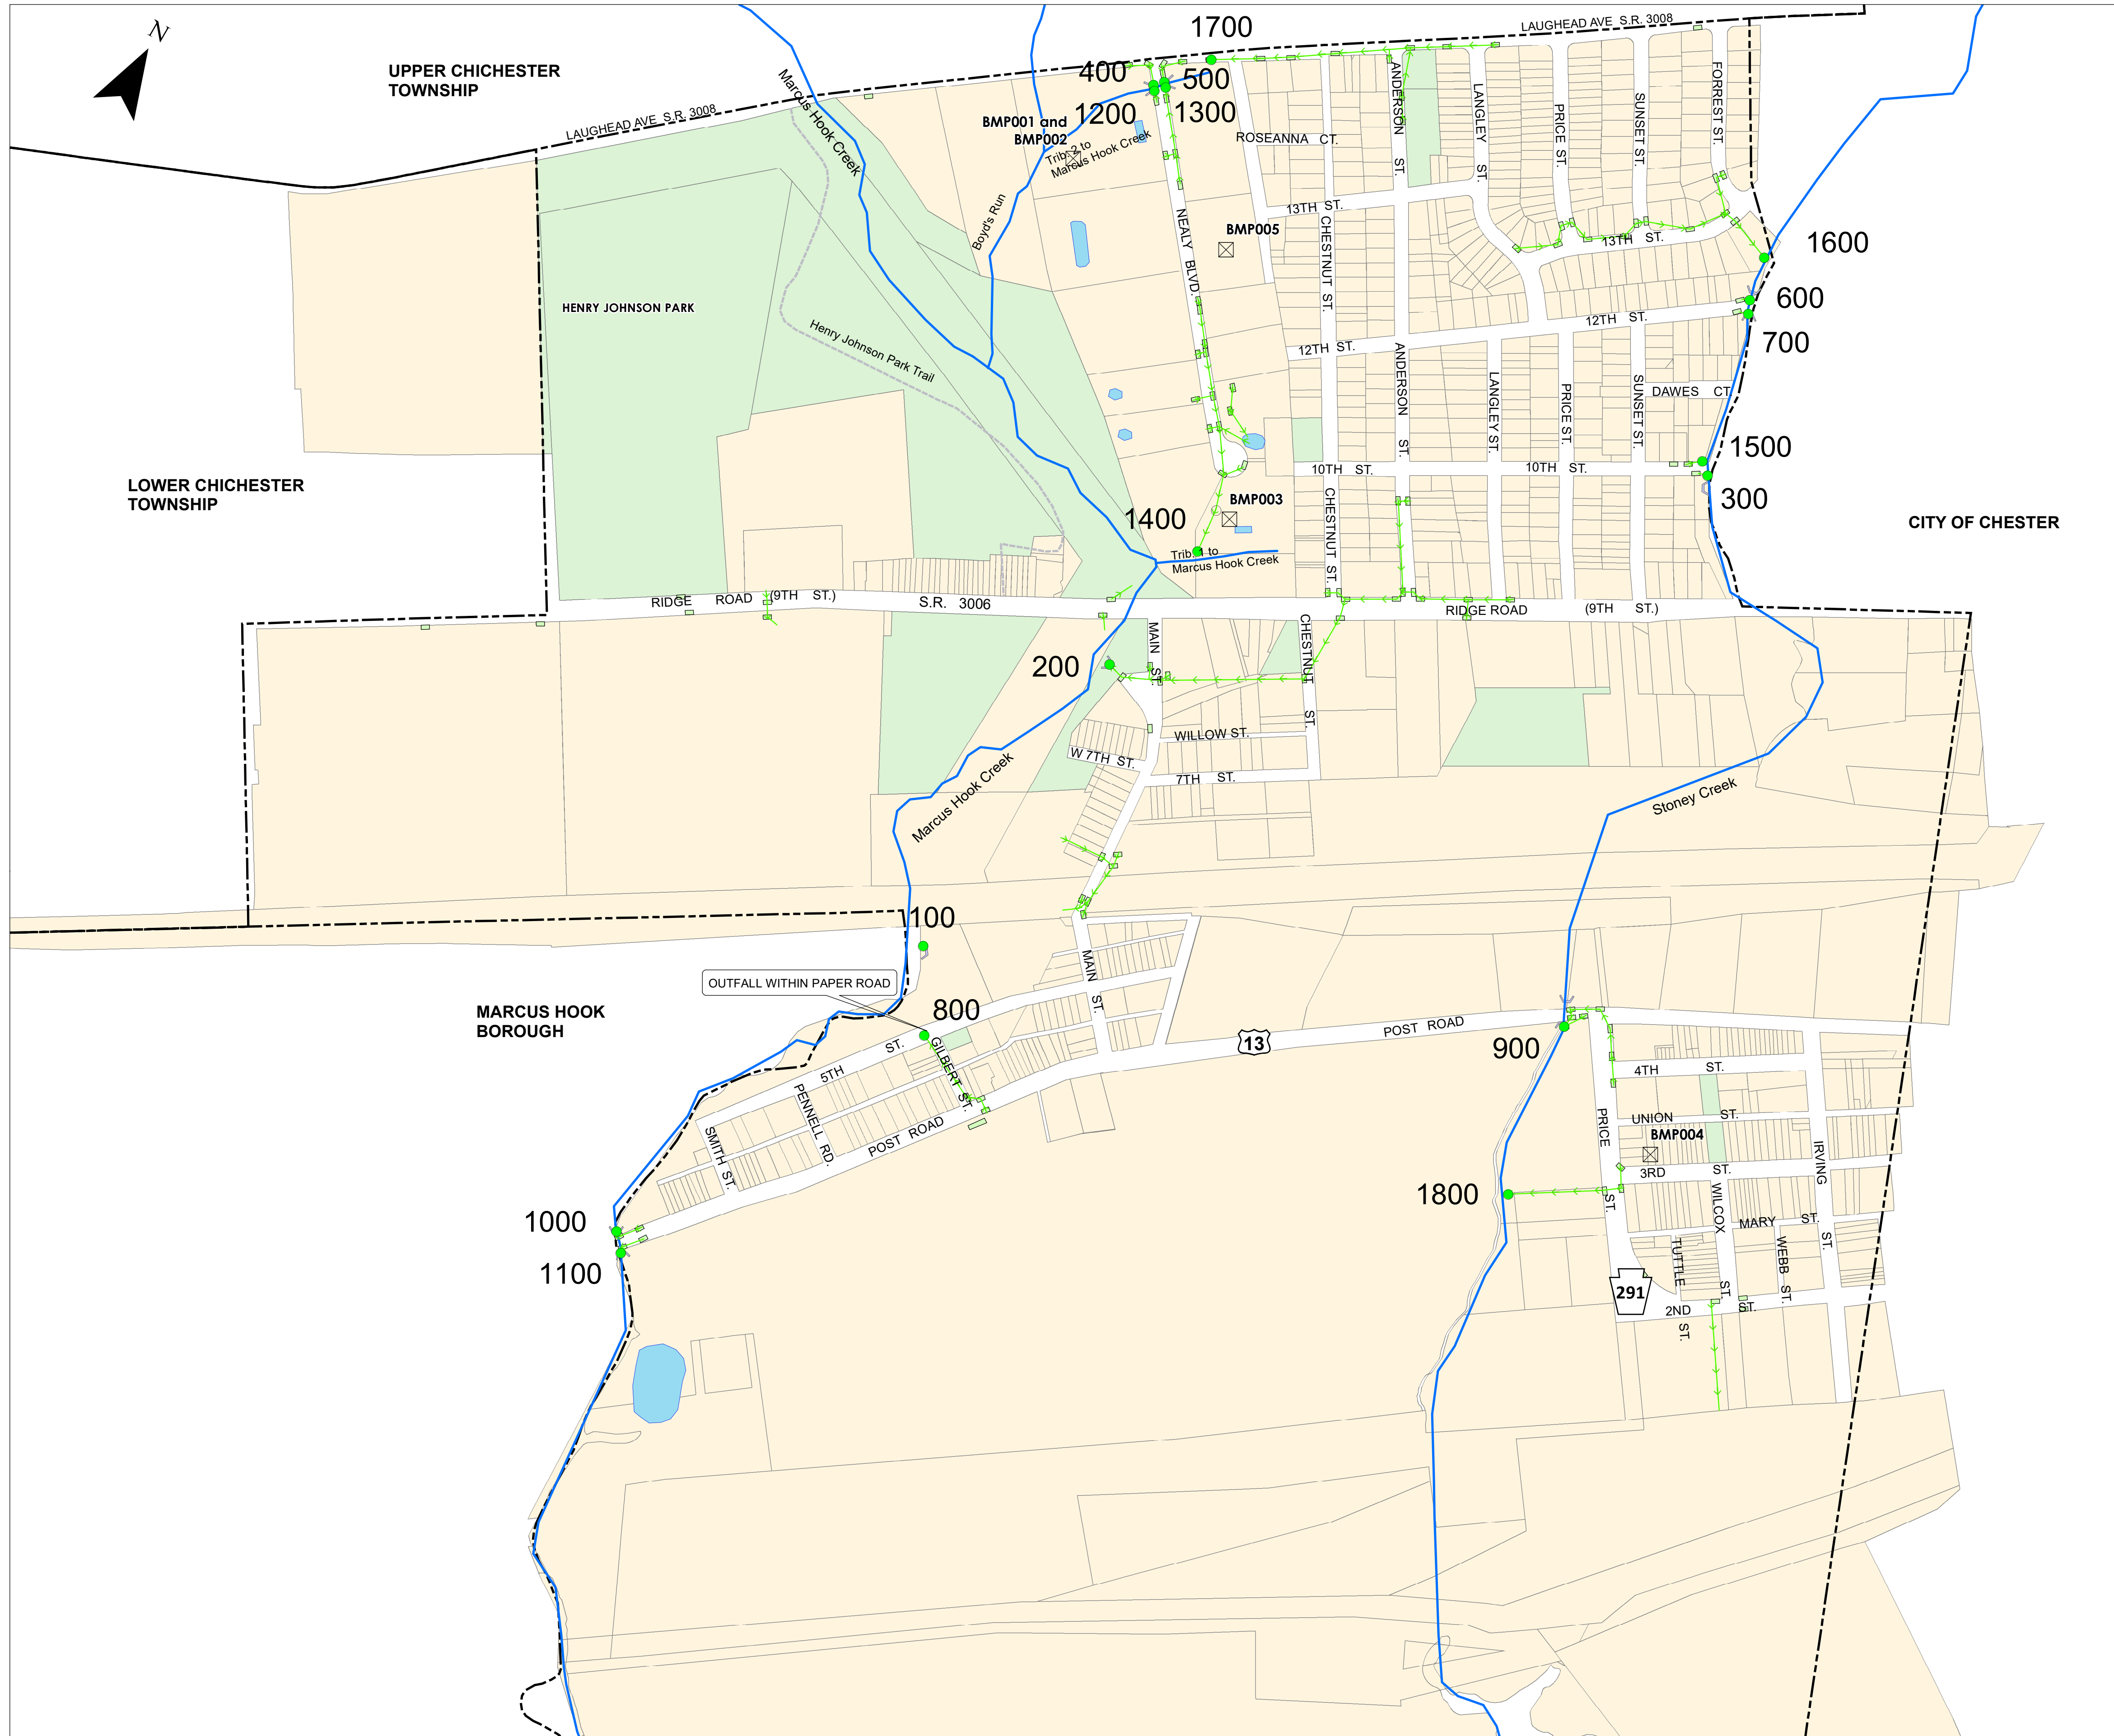 N
1700
LAUGHEAD AVE S.R. 3008
UPPER CHICHESTER
TOWNSHIP
Marcus Hook Creek
400
500
1200
1300
LAUGHEAD AVE S.R. 3008
BMP001 and
BMP002
Trib. 2 to
Marcus Hook Creek
ROSEANNA CT.
ANDERSON ST.
LANGLEY ST.
PRICE ST.
SUNSET ST.
FORREST ST.
Boyd's Run
NEALY BLVD.
13TH ST.
CHESTNUT ST.
BMP005
13TH ST.
1600
HENRY JOHNSON PARK
600
Henry Johnson Park Trail
12TH ST.
12TH ST.
700
ANDERSON ST.
LANGLEY ST.
PRICE ST.
SUNSET ST.
DAWES CT.
1500
10TH ST.
10TH ST.
LOWER CHICHESTER
TOWNSHIP
BMP003
CHESTNUT ST.
300
1400
CITY OF CHESTER
Trib. 1 to
Marcus Hook Creek
RIDGE ROAD (9TH ST.)
S.R. 3006
RIDGE ROAD (9TH ST.)
MAIN ST.
CHESTNUT ST.
200
WILLOW ST.
W 7TH ST.
7TH ST.
Marcus Hook Creek
Stoney Creek
100
OUTFALL WITHIN PAPER ROAD
MAIN ST.
MARCUS HOOK
BOROUGH
800
5TH ST.
GILBERT ST.
13
POST ROAD
900
4TH ST.
PENNELL RD.
SMITH ST.
POST ROAD
PRICE ST.
UNION ST.
BMP004
3RD ST.
IRVING ST.
1800
WILCOX ST.
MARY ST.
1000
1100
TUTTLE ST.
WEBB ST.
291
2ND ST.